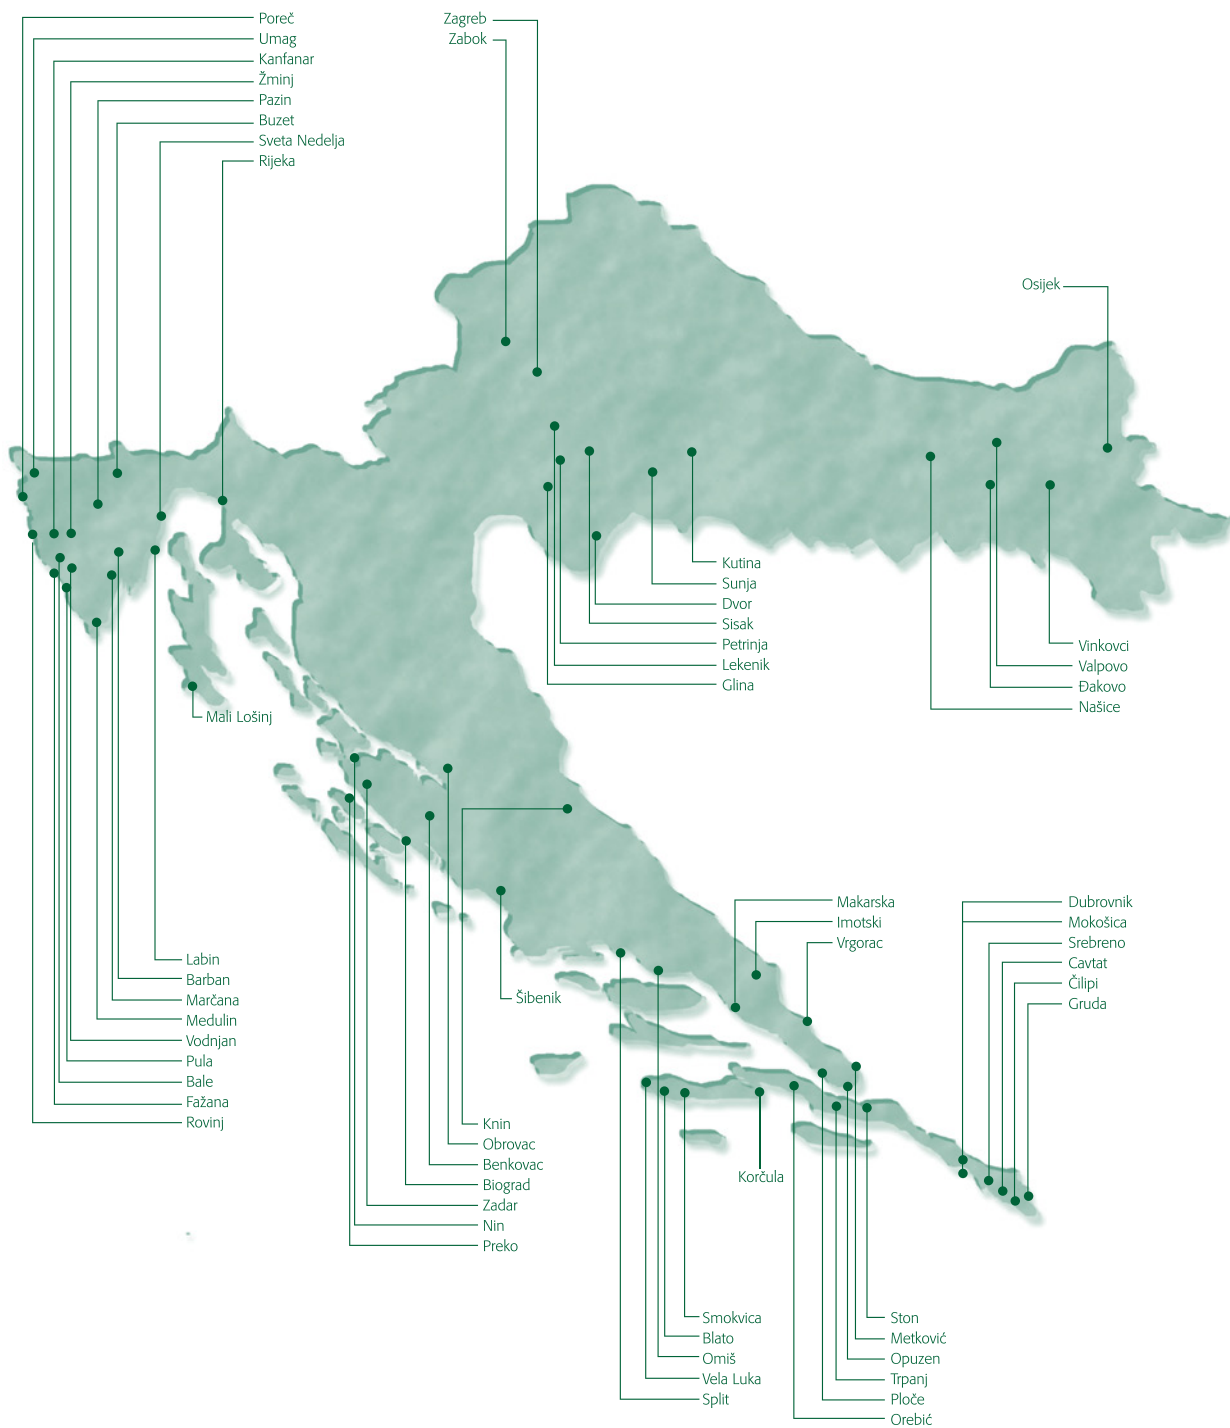 Poreč
Umag
Kanfanar
Žminj
Pazin
Buzet
Sveta Nedelja
Rijeka
Zagreb
Zabok
Osijek
Kutina
Sunja
Dvor
Sisak
Petrinja
Lekenik
Glina
Vinkovci
Valpovo
Đakovo
Našice
Mali Lošinj
Labin
Barban
Marčana
Medulin
Vodnjan
Pula
Bale
Fažana
Rovinj
Šibenik
Makarska
Imotski
Vrgorac
Dubrovnik
Mokošica
Srebreno
Cavtat
Čilipi
Gruda
Knin
Obrovac
Benkovac
Biograd
Zadar
Nin
Preko
Korčula
Smokvica
Blato
Omiš
Vela Luka
Split
Ston
Metković
Opuzen
Trpanj
Ploče
Orebić